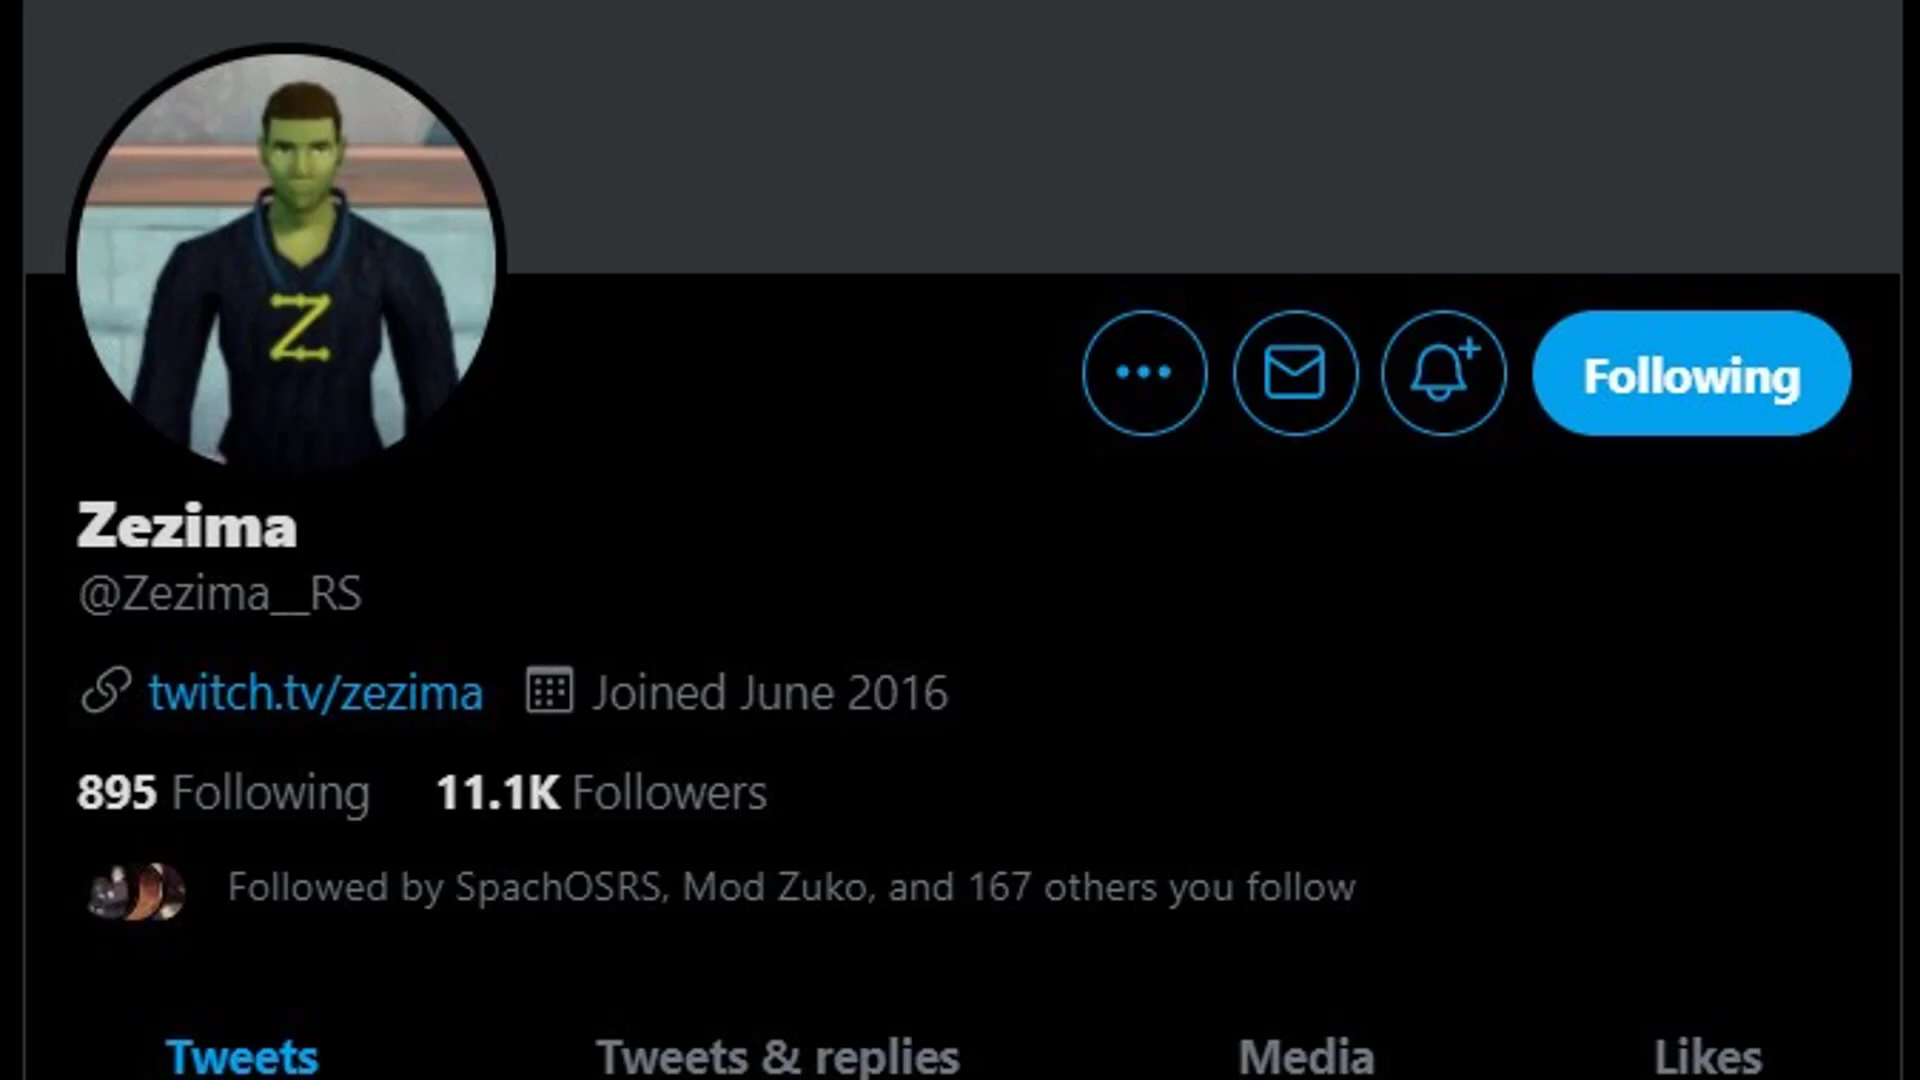 Z
Following
Zezima
@Zezima__RS
twitch.tv/zezima Joined June 2016
895 Following 11.1K Followers
Followed by SpachOSRS, Mod Zuko, and 167 others you follow
Tweets Tweets & replies Media Likes